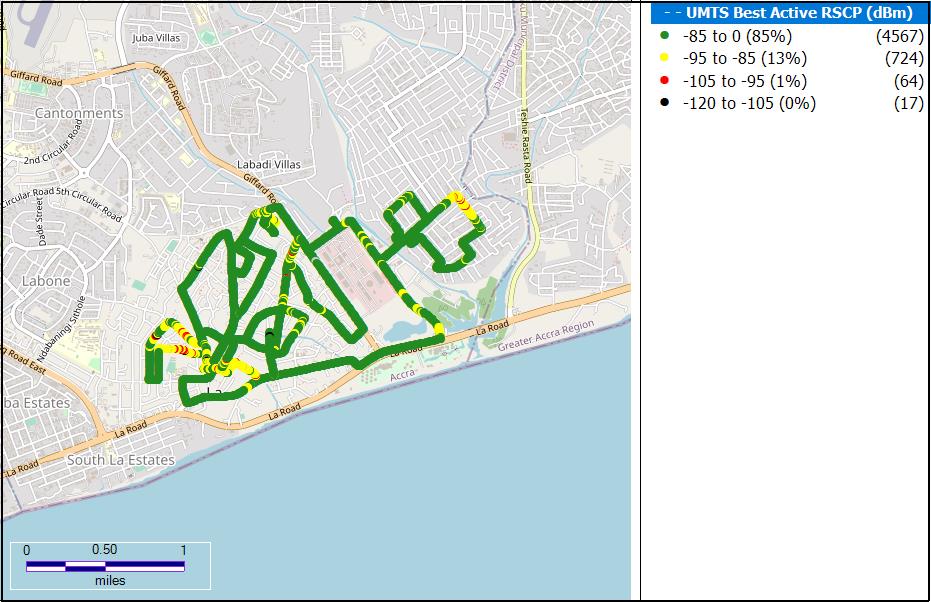 - - UMTS Best Active RSCP (dBm)
-85 to 0 (85%) (4567)
-95 to -85 (13%) (724)
-105 to -95 (1%) (64)
-120 to -105 (0%) (17)
Juba Villas
Giffard Road
Giffard Road
Cantonments
2nd Circular Road
Labadi Villas
Giffard Ro
Municipal District
Teshie Rasta Road
Circular Road
5th Circular Road
Dade Street
Labone
Ndabaningi Sithole
La Road
Greater Accra Region
La Road
Accra
g Road East
La
ba Estates
La Road
La Road
South La Estates
La Road
0 0.50 1
miles